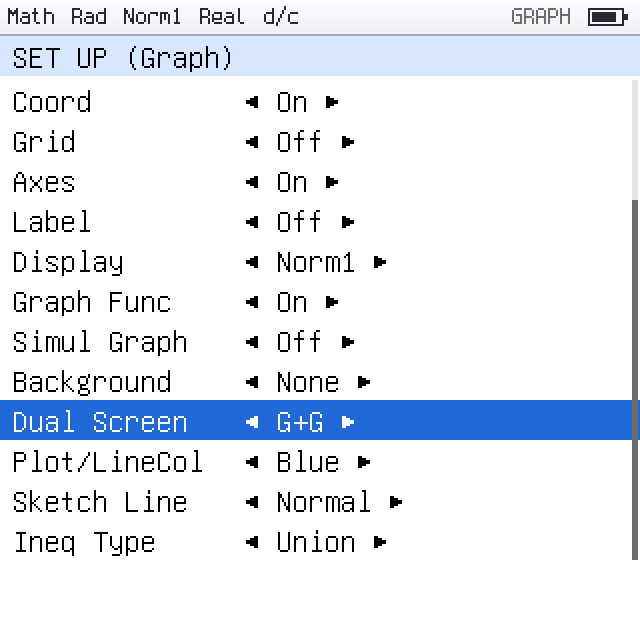 Math Rad Norm1 Real d/c GRAPH
SET UP (Graph)
Coord ◄ On ►
Grid ◄ Off ►
Axes ◄ On ►
Label ◄ Off ►
Display ◄ Norm1 ►
Graph Func ◄ On ►
Simul Graph ◄ Off ►
Background ◄ None ►
Dual Screen ◄ G+G ►
Plot/LineCol ◄ Blue ►
Sketch Line ◄ Normal ►
Ineq Type ◄ Union ►